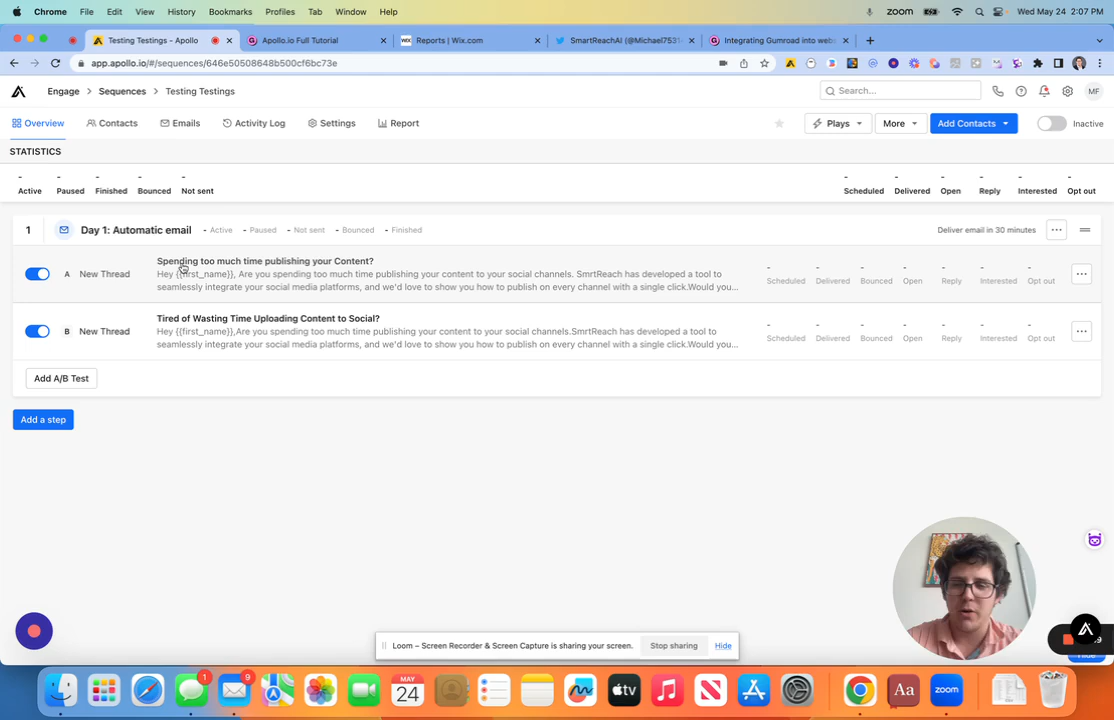 Chrome File Edit View History Bookmarks Profiles Tab Window Help zoom Wed May 24 2:07 PM
Testing Testings - Apollo Apollo.io Full Tutorial WIX Reports | Wix.com SmartReachAI (@Michael7531 Integrating Gumroad into web
app.apollo.io/#/sequences/646e50508648b500cf6bc73e
Engage > Sequences > Testing Testings Search... MF
Overview Contacts Emails Activity Log Settings Report Plays More Add Contacts Inactive
STATISTICS
- - - - - - - - - - -
Active Paused Finished Bounced Not sent Scheduled Delivered Open Reply Interested Opt out
1 Day 1: Automatic email - Active - Paused - Not sent - Bounced - Finished Deliver email in 30 minutes
Spending too much time publishing your Content?
A New Thread Hey {{first_name}}, Are you spending too much time publishing your content to your social channels. SmrtReach has developed a tool to
seamlessly integrate your social media platforms, and we'd love to show you how to publish on every channel with a single click.Would you...
- - - - - - -
Scheduled Delivered Bounced Open Reply Interested Opt out
Tired of Wasting Time Uploading Content to Social?
B New Thread Hey {{first_name}},Are you spending too much time publishing your content to your social channels.SmrtReach has developed a tool to
seamlessly integrate your social media platforms, and we'd love to show you how to publish on every channel with a single click.Would you...
- - - - - - -
Scheduled Delivered Bounced Open Reply Interested Opt out
Add A/B Test
Add a step
Loom – Screen Recorder & Screen Capture is sharing your screen. Stop sharing Hide
Hide
1 9 MAY 24 tv Aa zoom